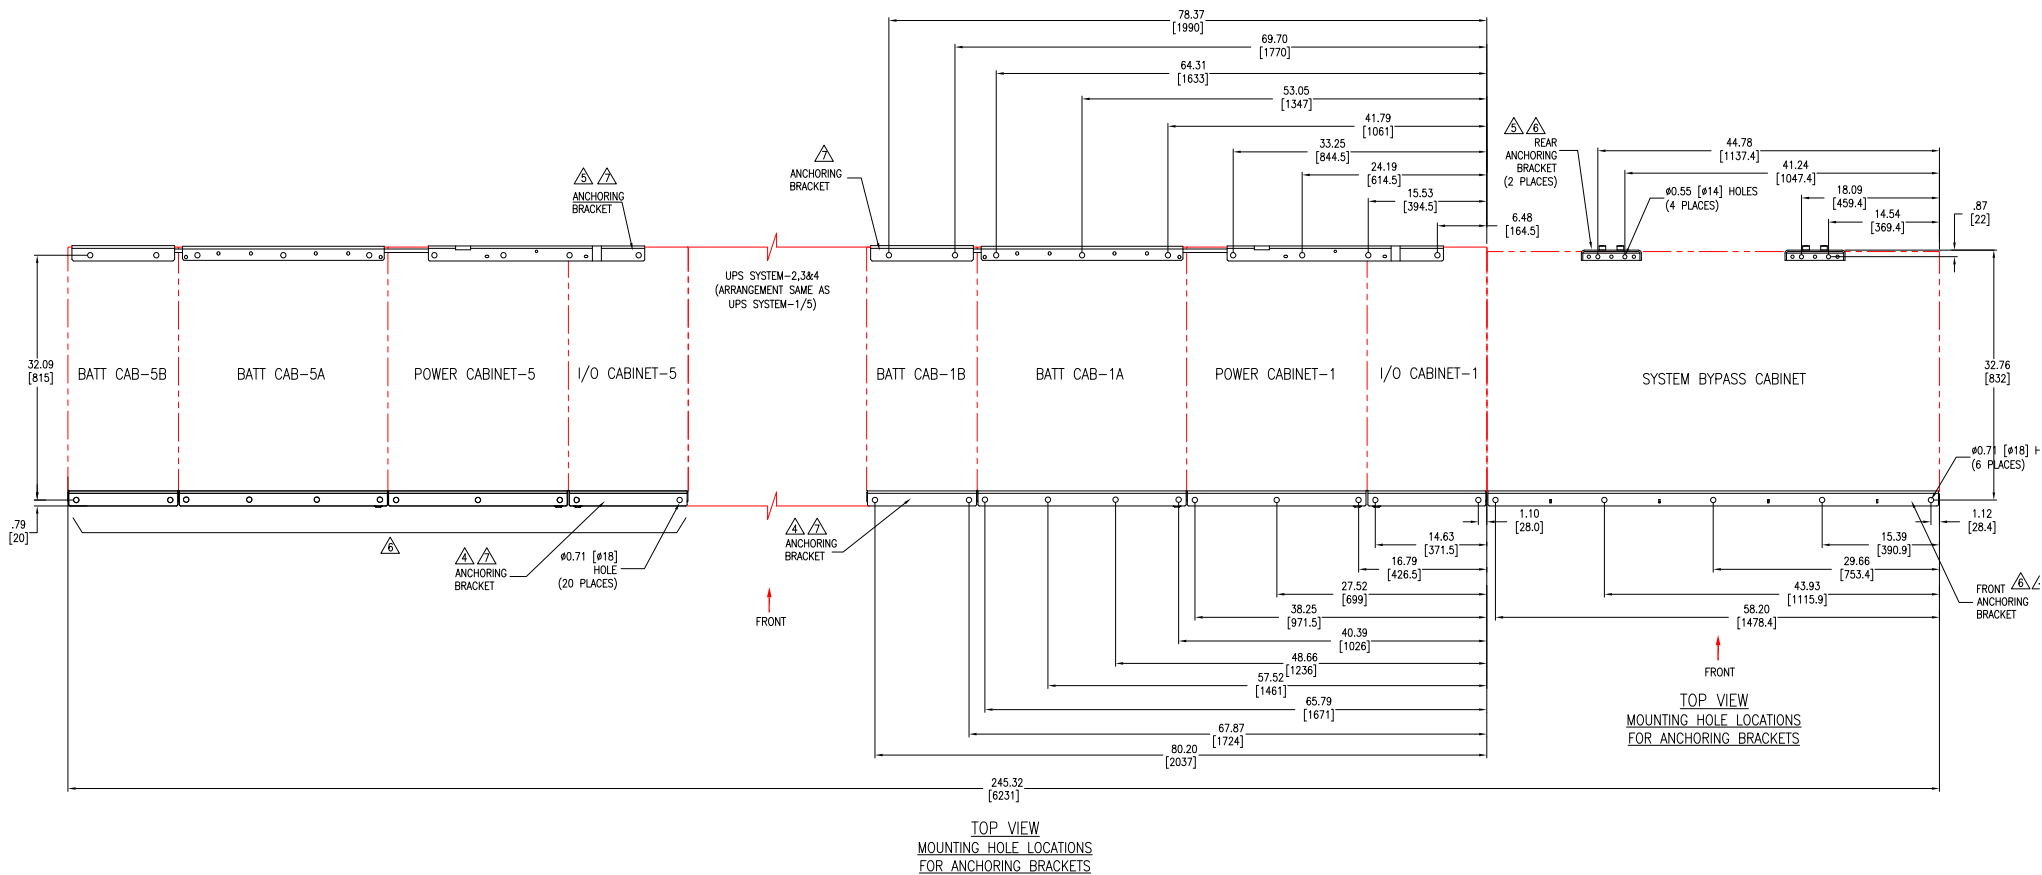 78.37
[1990]
69.70
[1770]
64.31
[1633]
53.05
[1347]
41.79
[1061]
33.25
[844.5]
24.19
[614.5]
15.53
[394.5]
6.48
[164.5]
7
ANCHORING
BRACKET
5 7
ANCHORING
BRACKET
5 6
REAR
ANCHORING
BRACKET
(2 PLACES)
44.78
[1137.4]
41.24
[1047.4]
ø0.55 [ø14] HOLES
(4 PLACES)
18.09
[459.4]
14.54
[369.4]
.87
[22]
UPS SYSTEM-2,3&4
(ARRANGEMENT SAME AS
UPS SYSTEM-1/5)
32.09
[815]
BATT CAB-5B
BATT CAB-5A
POWER CABINET-5
I/O CABINET-5
BATT CAB-1B
BATT CAB-1A
POWER CABINET-1
I/O CABINET-1
SYSTEM BYPASS CABINET
32.76
[832]
ø0.71 [ø18] H
(6 PLACES)
.79
[20]
6
4 7
ANCHORING
BRACKET
ø0.71 [ø18]
HOLE
(20 PLACES)
4 7
ANCHORING
BRACKET
FRONT
1.10
[28.0]
1.12
[28.4]
14.63
[371.5]
15.39
[390.9]
16.79
[426.5]
29.66
[753.4]
27.52
[699]
43.93
[1115.9]
38.25
[971.5]
58.20
[1478.4]
FRONT 6
ANCHORING
BRACKET
40.39
[1026]
48.66
[1236]
57.52
[1461]
65.79
[1671]
67.87
[1724]
80.20
[2037]
FRONT
TOP VIEW
MOUNTING HOLE LOCATIONS
FOR ANCHORING BRACKETS
245.32
[6231]
TOP VIEW
MOUNTING HOLE LOCATIONS
FOR ANCHORING BRACKETS